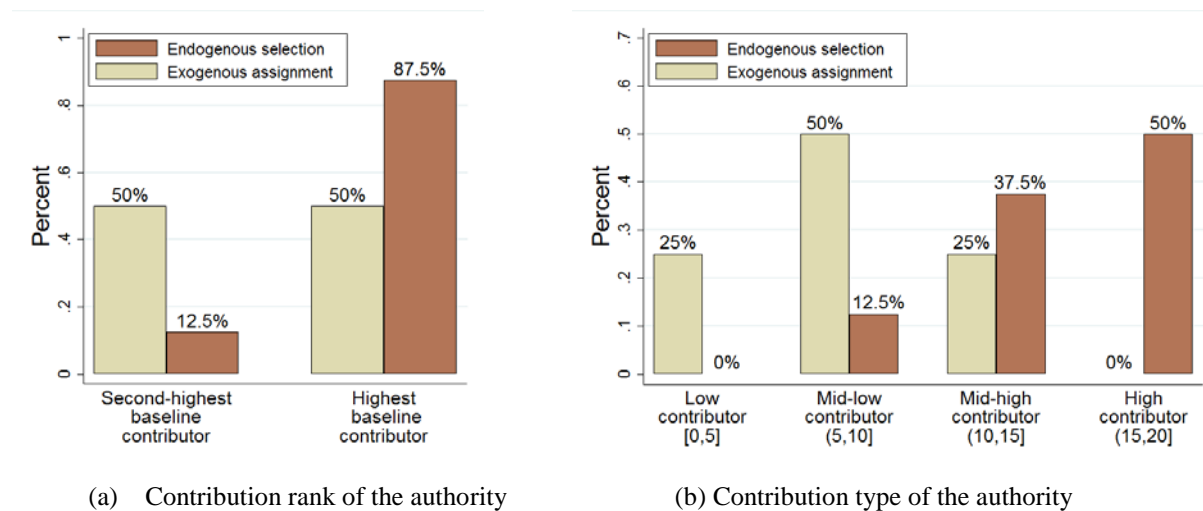 Endogenous selection
Exogenous assignment
Percent
0
.2
.4
.6
.8
1
50%
12.5%
50%
87.5%
Second-highest
baseline
contributor
Highest
baseline
contributor
(a) Contribution rank of the authority
Endogenous selection
Exogenous assignment
Percent
0
.1
.2
.3
.4
.5
.6
.7
25%
0%
50%
12.5%
25%
37.5%
0%
50%
Low
contributor
[0,5]
Mid-low
contributor
(5,10]
Mid-high
contributor
(10,15]
High
contributor
(15,20]
(b) Contribution type of the authority